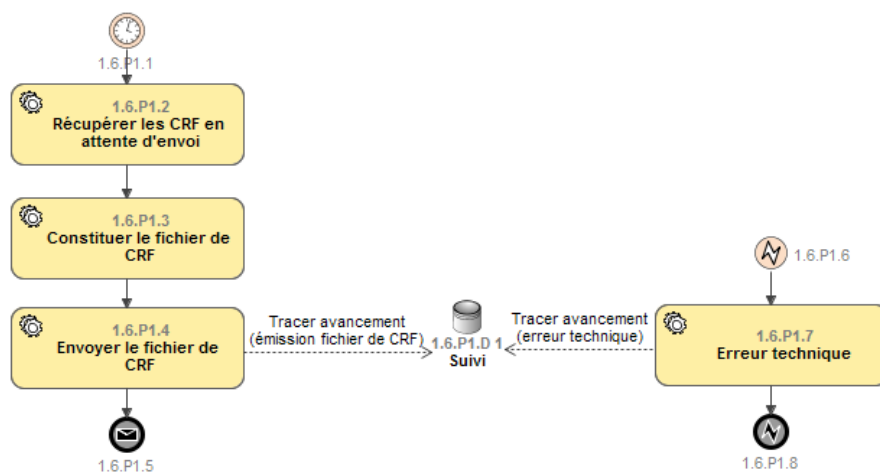 1.6.P1.1
1.6.P1.2
Récupérer les CRF en
attente d'envoi
1.6.P1.3
Constituer le fichier de
CRF
1.6.P1.4
Envoyer le fichier de
CRF
1.6.P1.5
Tracer avancement
(émission fichier de CRF)
1.6.P1.D 1
Suivi
Tracer avancement
(erreur technique)
1.6.P1.6
1.6.P1.7
Erreur technique
1.6.P1.8